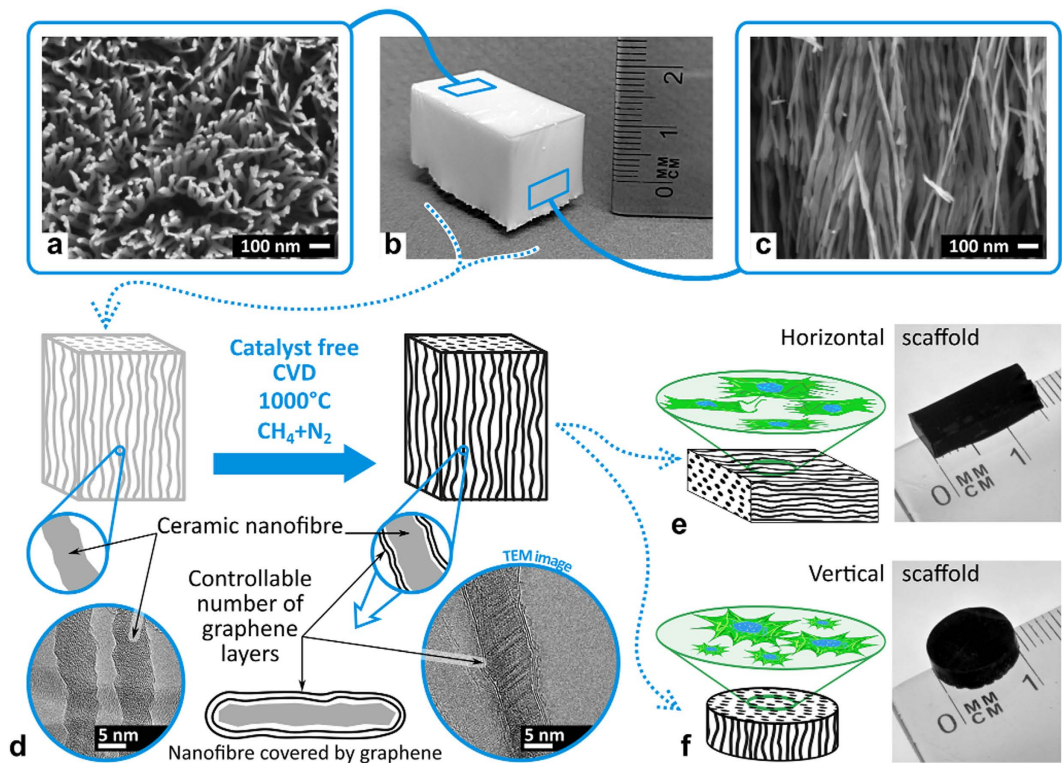 a
100 nm
b
2
1
0
MM
CM
c
100 nm
Catalyst free
CVD
1000°C
CH₄+N₂
Horizontal scaffold
0
MM
CM
1
e
Ceramic nanofibre
Controllable
number of
graphene
layers
TEM image
Vertical scaffold
0
MM
CM
1
f
d
5 nm
5 nm
Nanofibre covered by graphene